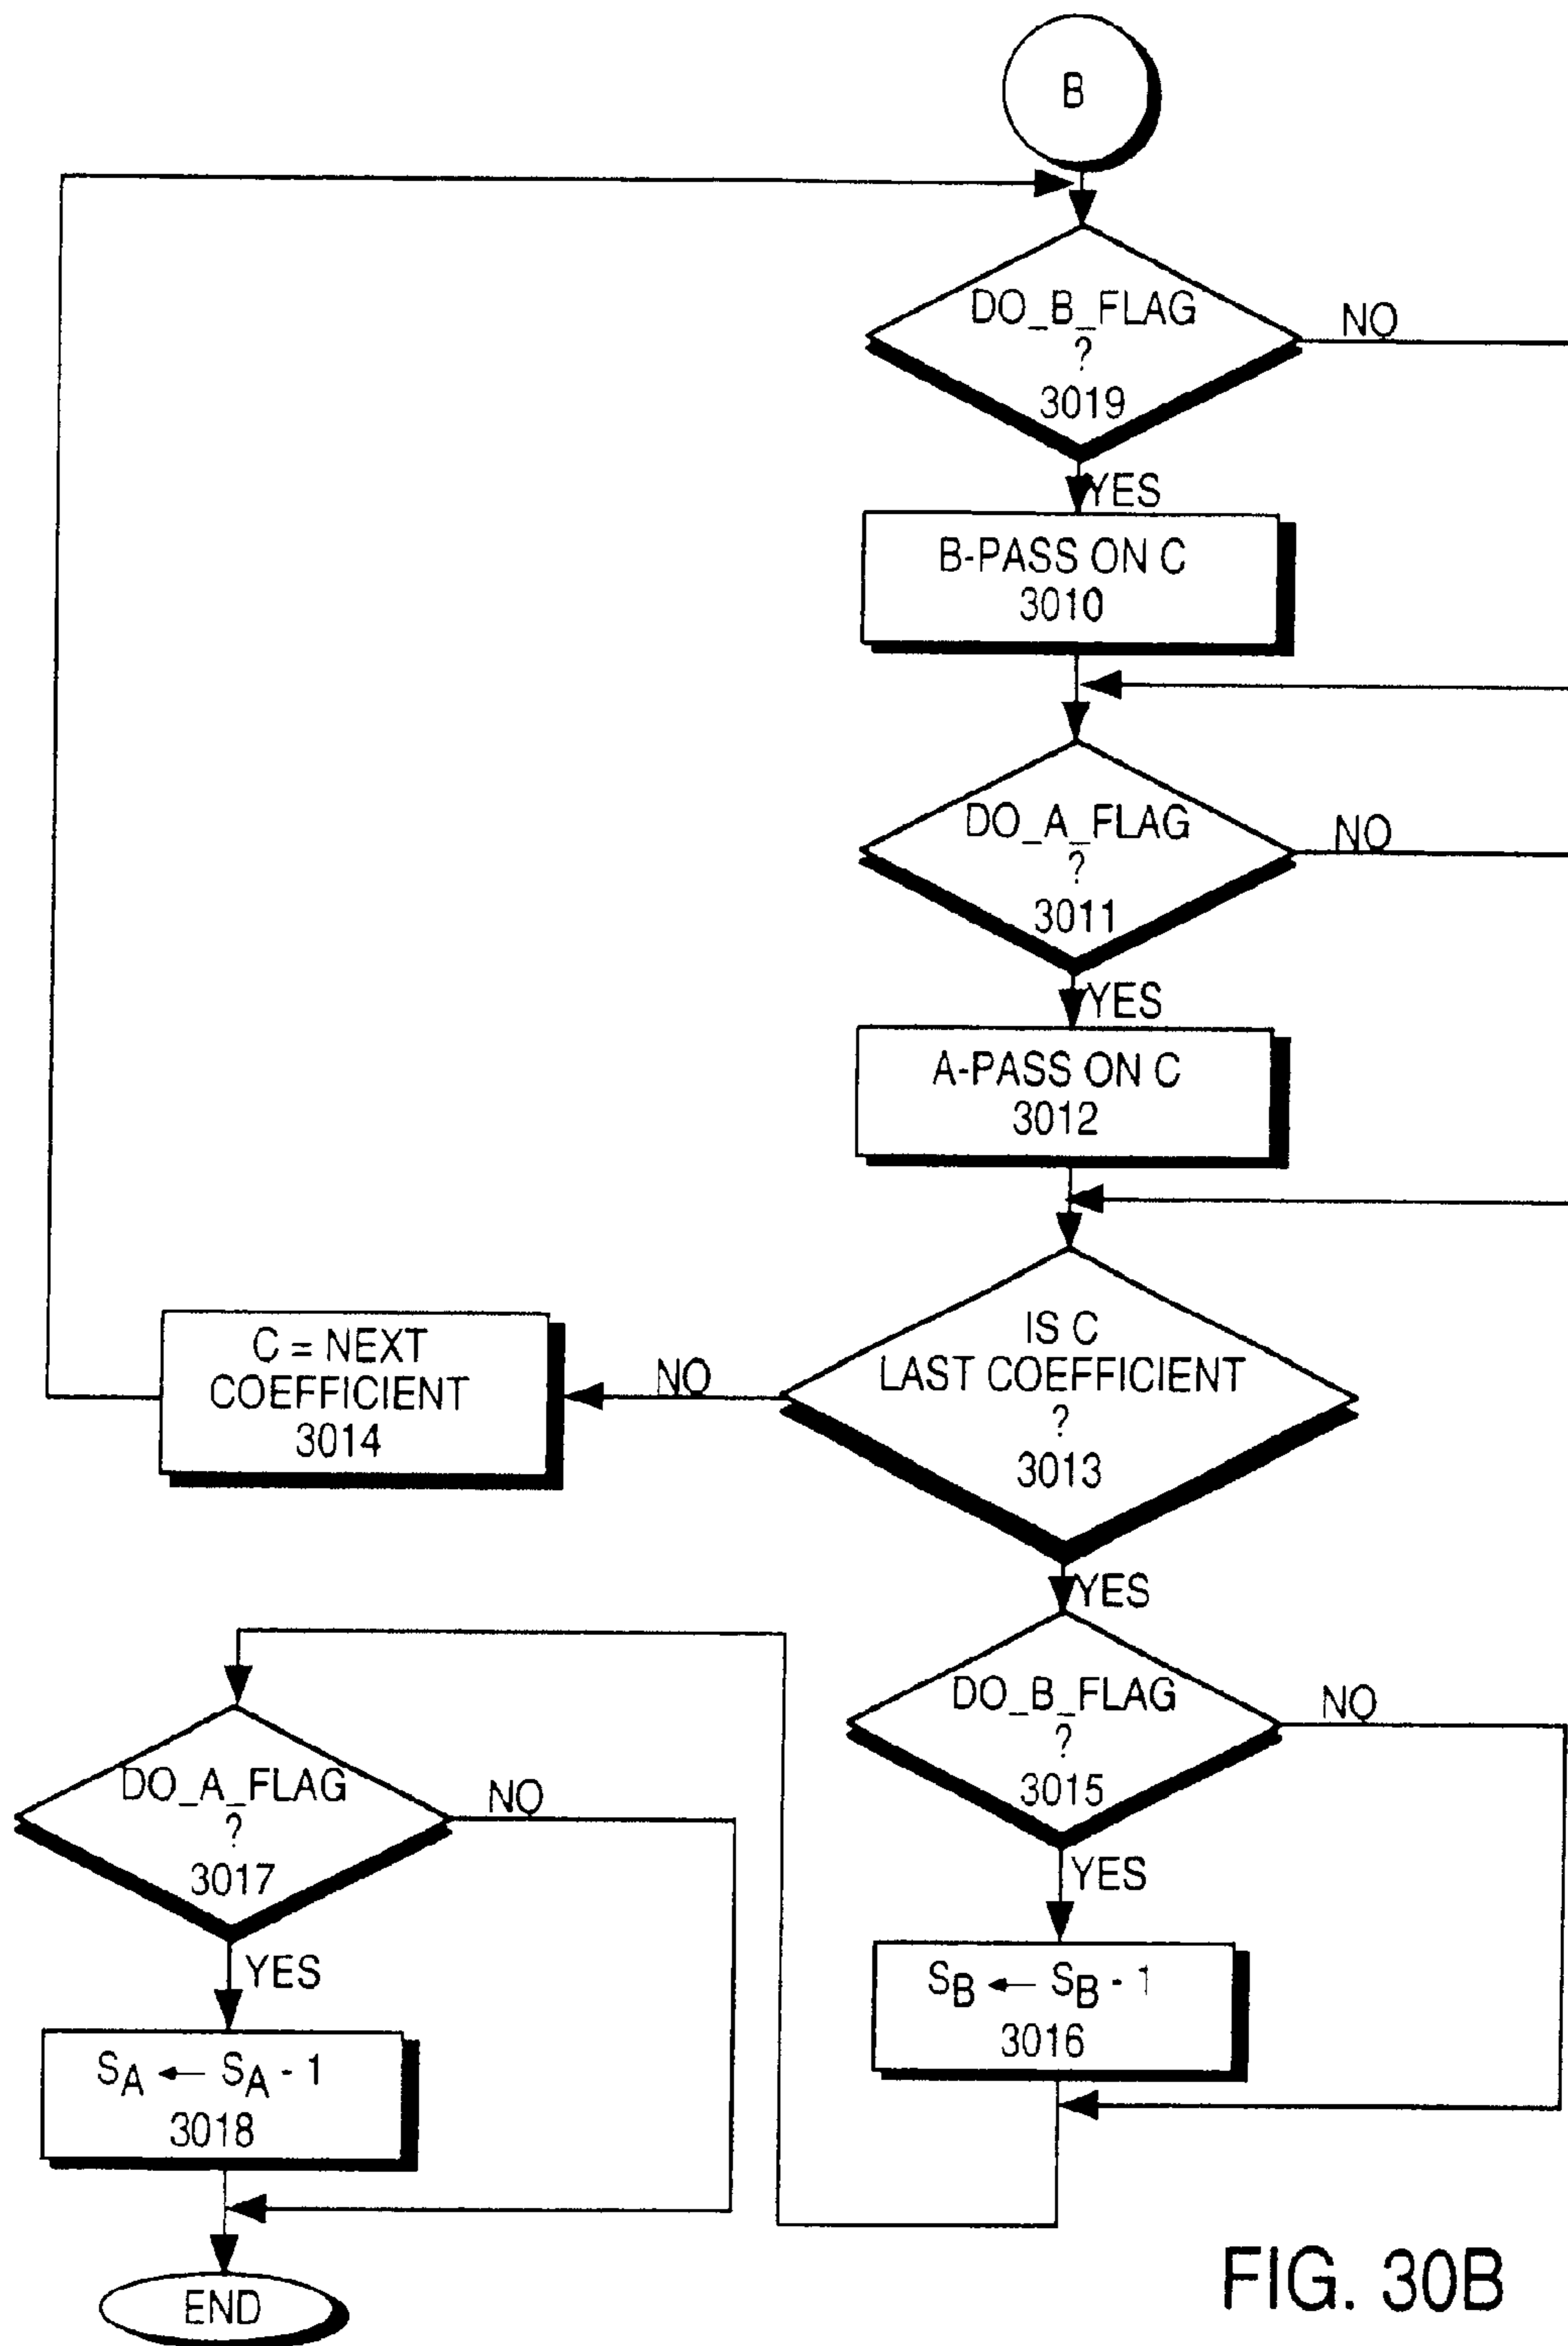 B
DO_B_FLAG
?
3019
NO
YES
B-PASS ON C
3010
DO_A_FLAG
?
3011
NO
YES
A-PASS ON C
3012
IS C
LAST COEFFICIENT
?
3013
NO
C = NEXT
COEFFICIENT
3014
YES
DO_B_FLAG
?
3015
NO
YES
SB ← SB - 1
3016
DO_A_FLAG
?
3017
NO
YES
SA ← SA - 1
3018
END
FIG. 30B